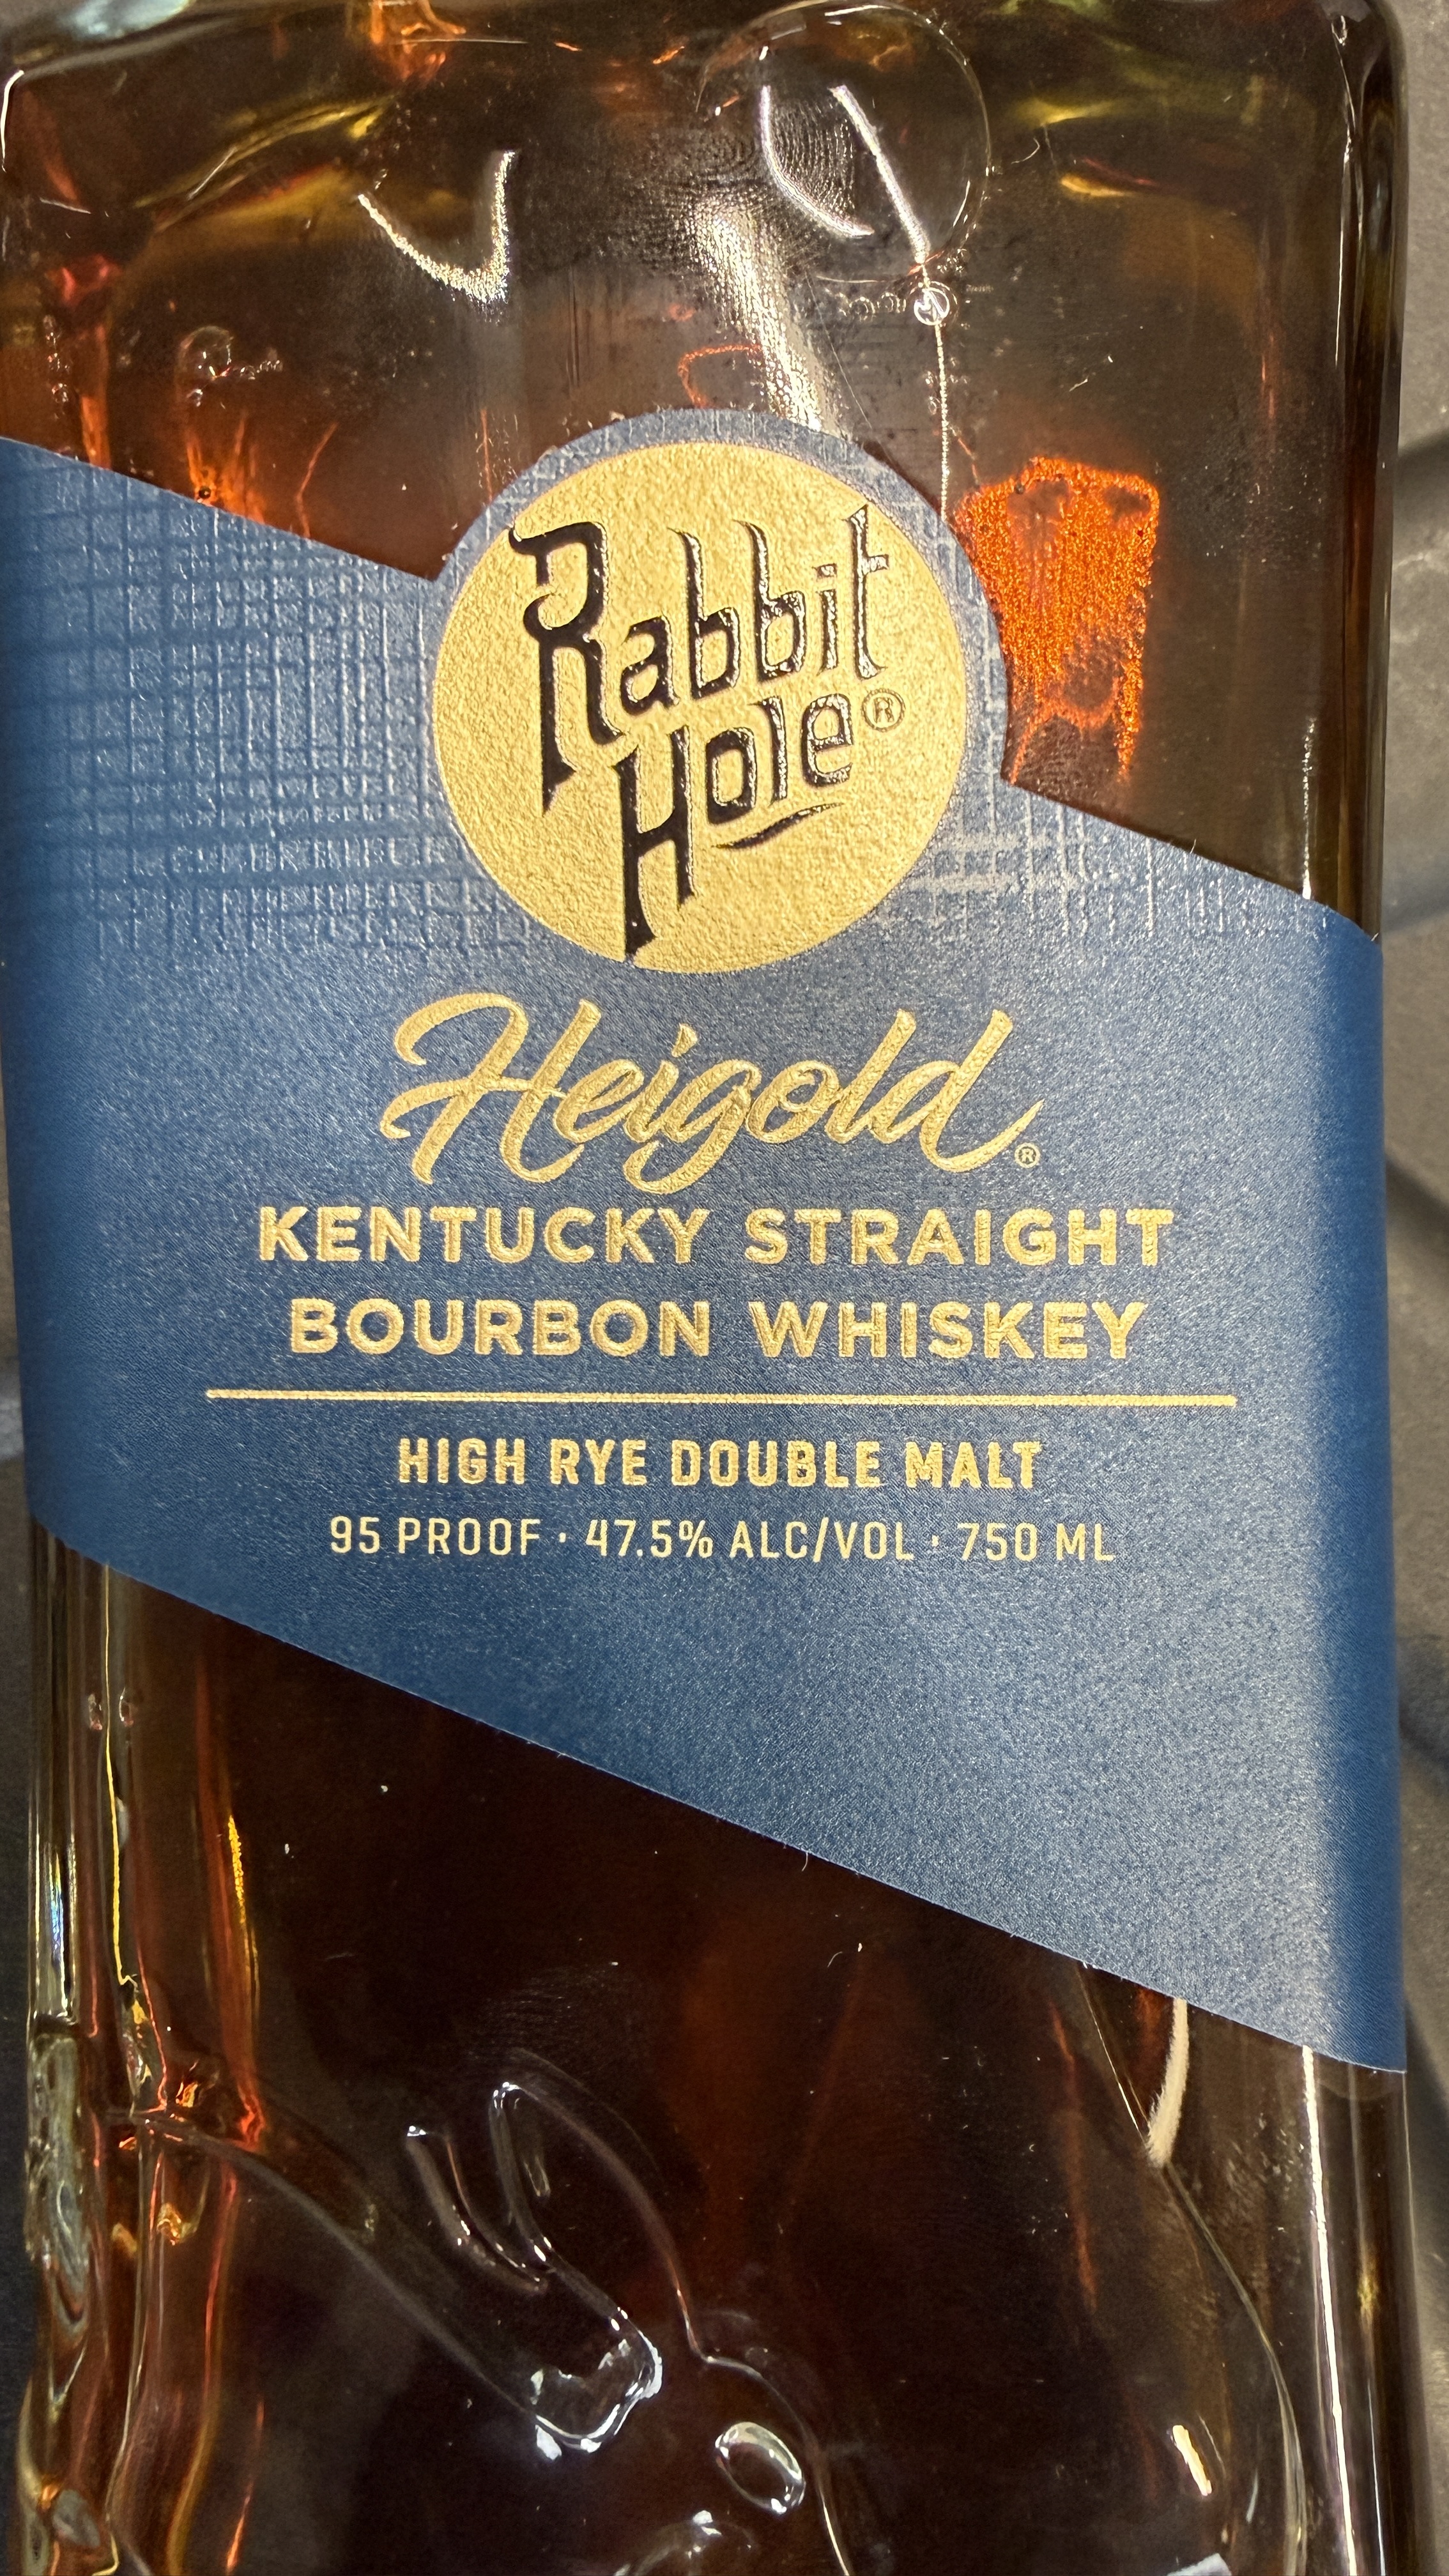 Rabbit
Hole®
Heigold®
KENTUCKY STRAIGHT
BOURBON WHISKEY
HIGH RYE DOUBLE MALT
95 PROOF · 47.5% ALC/VOL · 750 ML